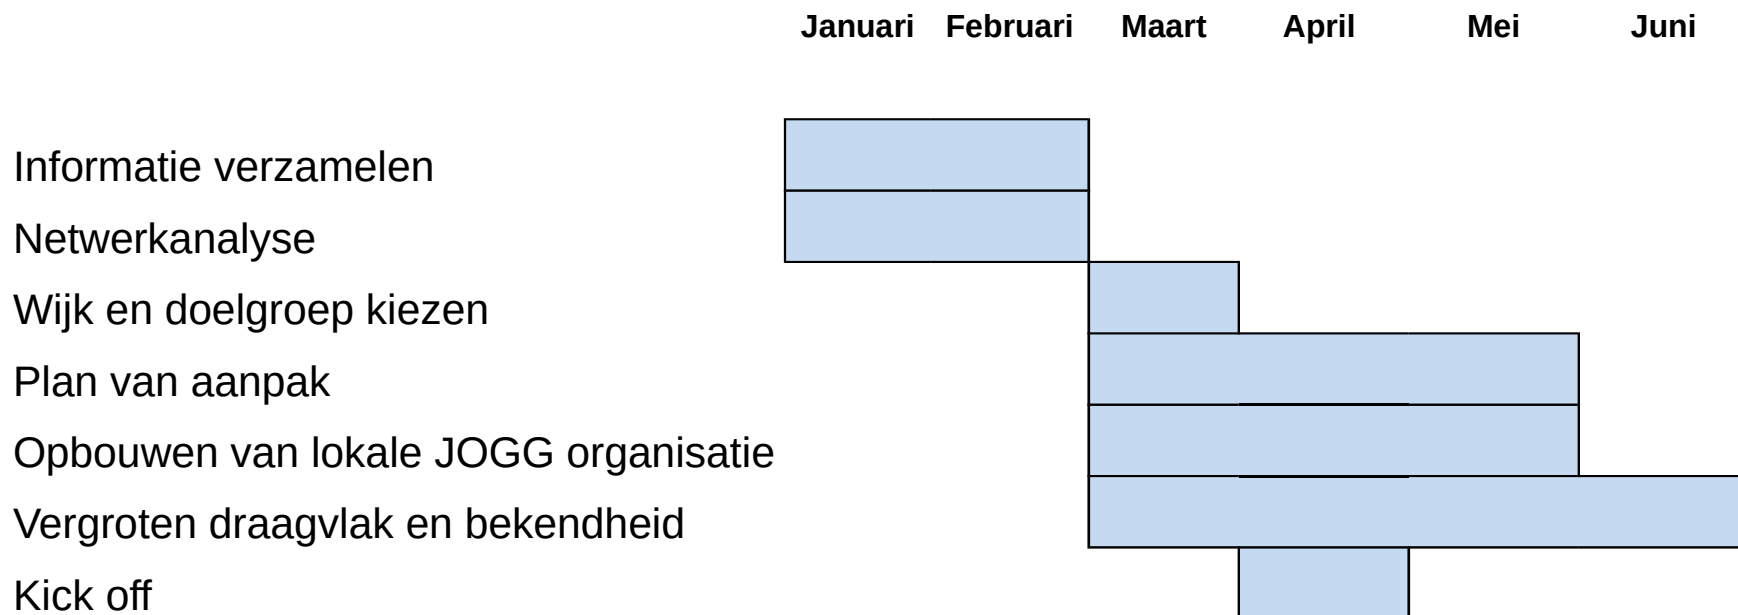 Januari Februari Maart April Mei Juni
Informatie verzamelen
Netwerkanalyse
Wijk en doelgroep kiezen
Plan van aanpak
Opbouwen van lokale JOGG organisatie
Vergroten draagvlak en bekendheid
Kick off